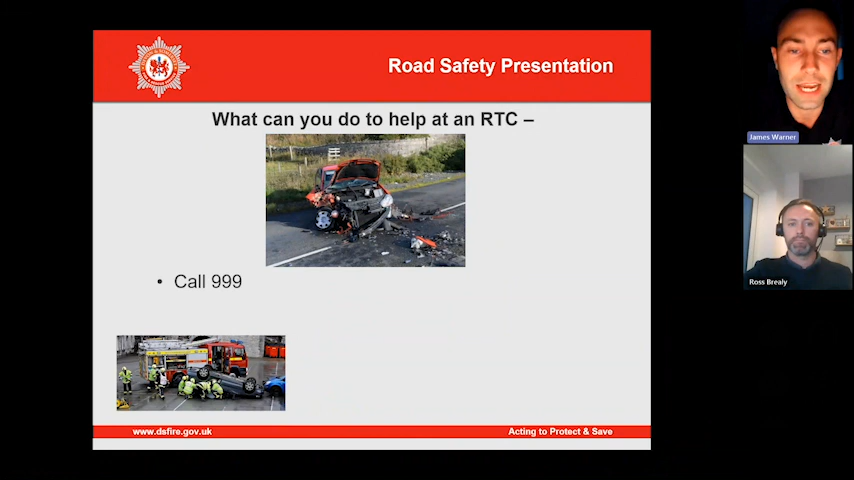 Road Safety Presentation
What can you do to help at an RTC –
James Warner
• Call 999
Ross Brealy
www.dsfire.gov.uk
Acting to Protect & Save